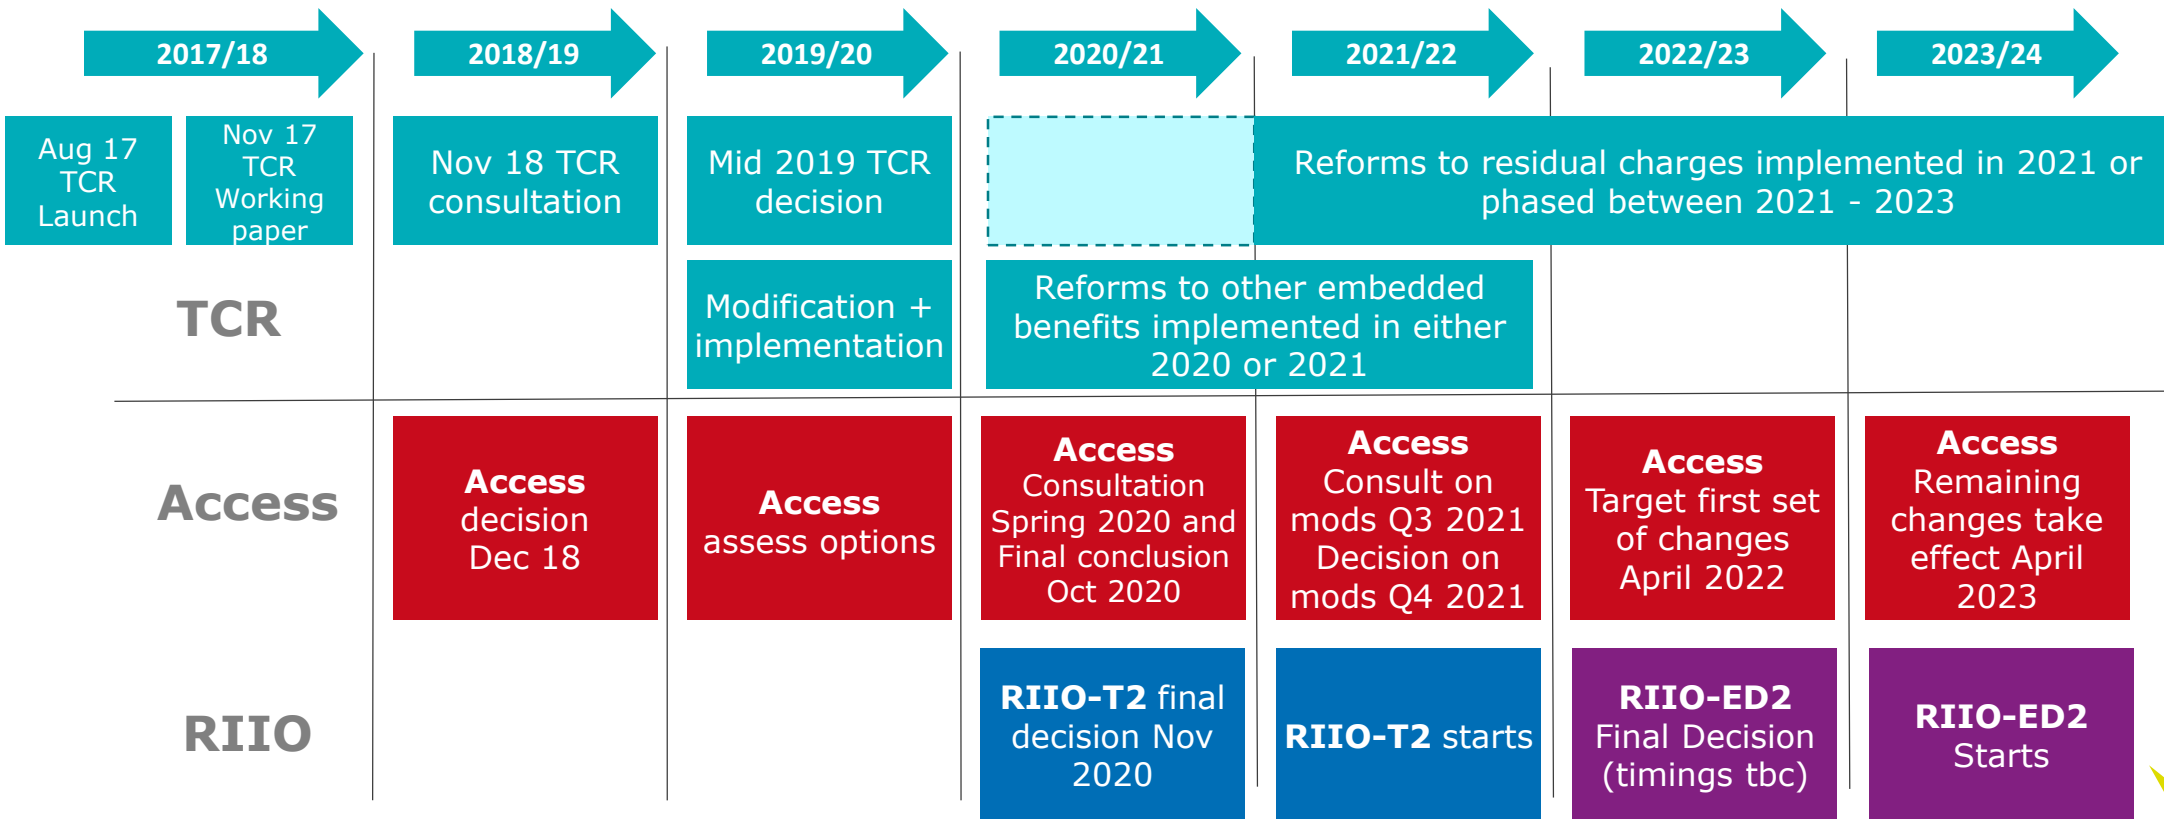 2017/18
2018/19
2019/20
2020/21
2021/22
2022/23
2023/24
Aug 17
TCR
Launch
Nov 17
TCR
Working
paper
Nov 18 TCR
consultation
Mid 2019 TCR
decision
Reforms to residual charges implemented in 2021 or
phased between 2021 - 2023
TCR
Modification +
implementation
Reforms to other embedded
benefits implemented in either
2020 or 2021
Access
Access
decision
Dec 18
Access
assess options
Access
Consultation
Spring 2020 and
Final conclusion
Oct 2020
Access
Consult on
mods Q3 2021
Decision on
mods Q4 2021
Access
Target first set
of changes
April 2022
Access
Remaining
changes take
effect April
2023
RIIO
RIIO-T2 final
decision Nov
2020
RIIO-T2 starts
RIIO-ED2
Final Decision
(timings tbc)
RIIO-ED2
Starts